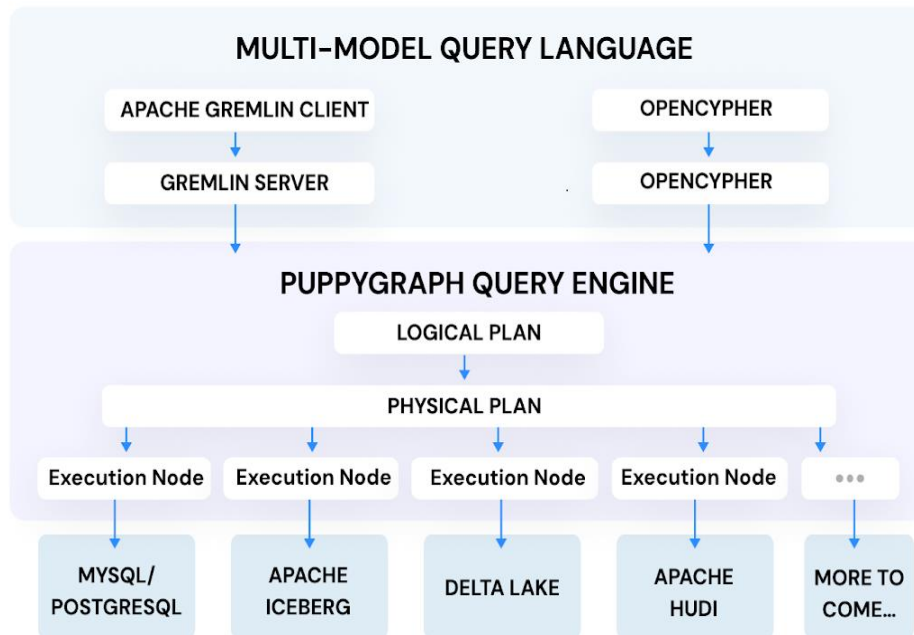 MULTI-MODEL QUERY LANGUAGE
APACHE GREMLIN CLIENT
OPENCYPHER
GREMLIN SERVER
OPENCYPHER
PUPPYGRAPH QUERY ENGINE
LOGICAL PLAN
PHYSICAL PLAN
Execution Node
Execution Node
Execution Node
Execution Node
•••
MYSQL/
POSTGRESQL
APACHE
ICEBERG
DELTA LAKE
APACHE
HUDI
MORE TO
COME...